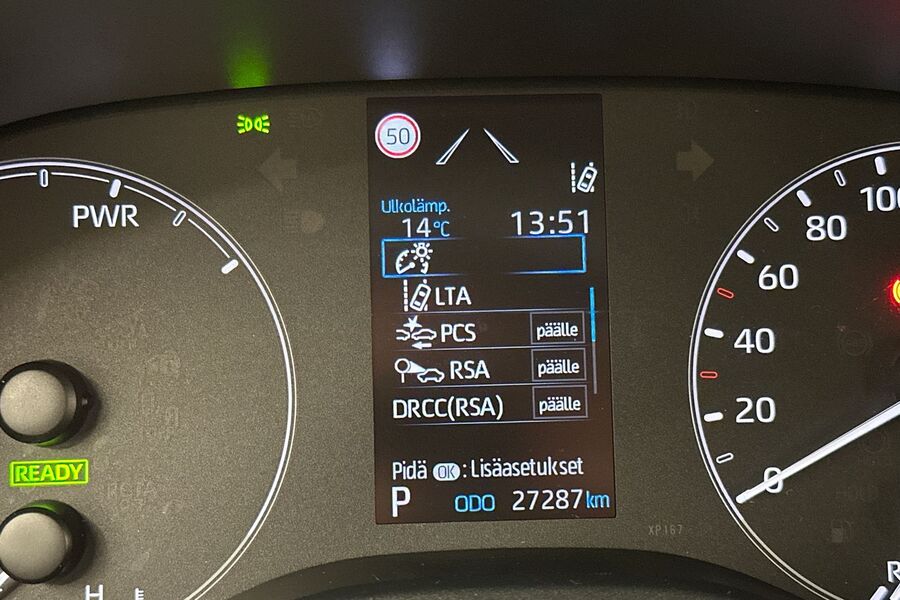 50
Ulkolämp.
14°C 13:51
LTA
PCS päälle
RSA päälle
DRCC(RSA) päälle
Pidä OK : Lisäasetukset
P ODO 27287 km
PWR
READY
H E
100
80
60
40
20
0
R
XP167